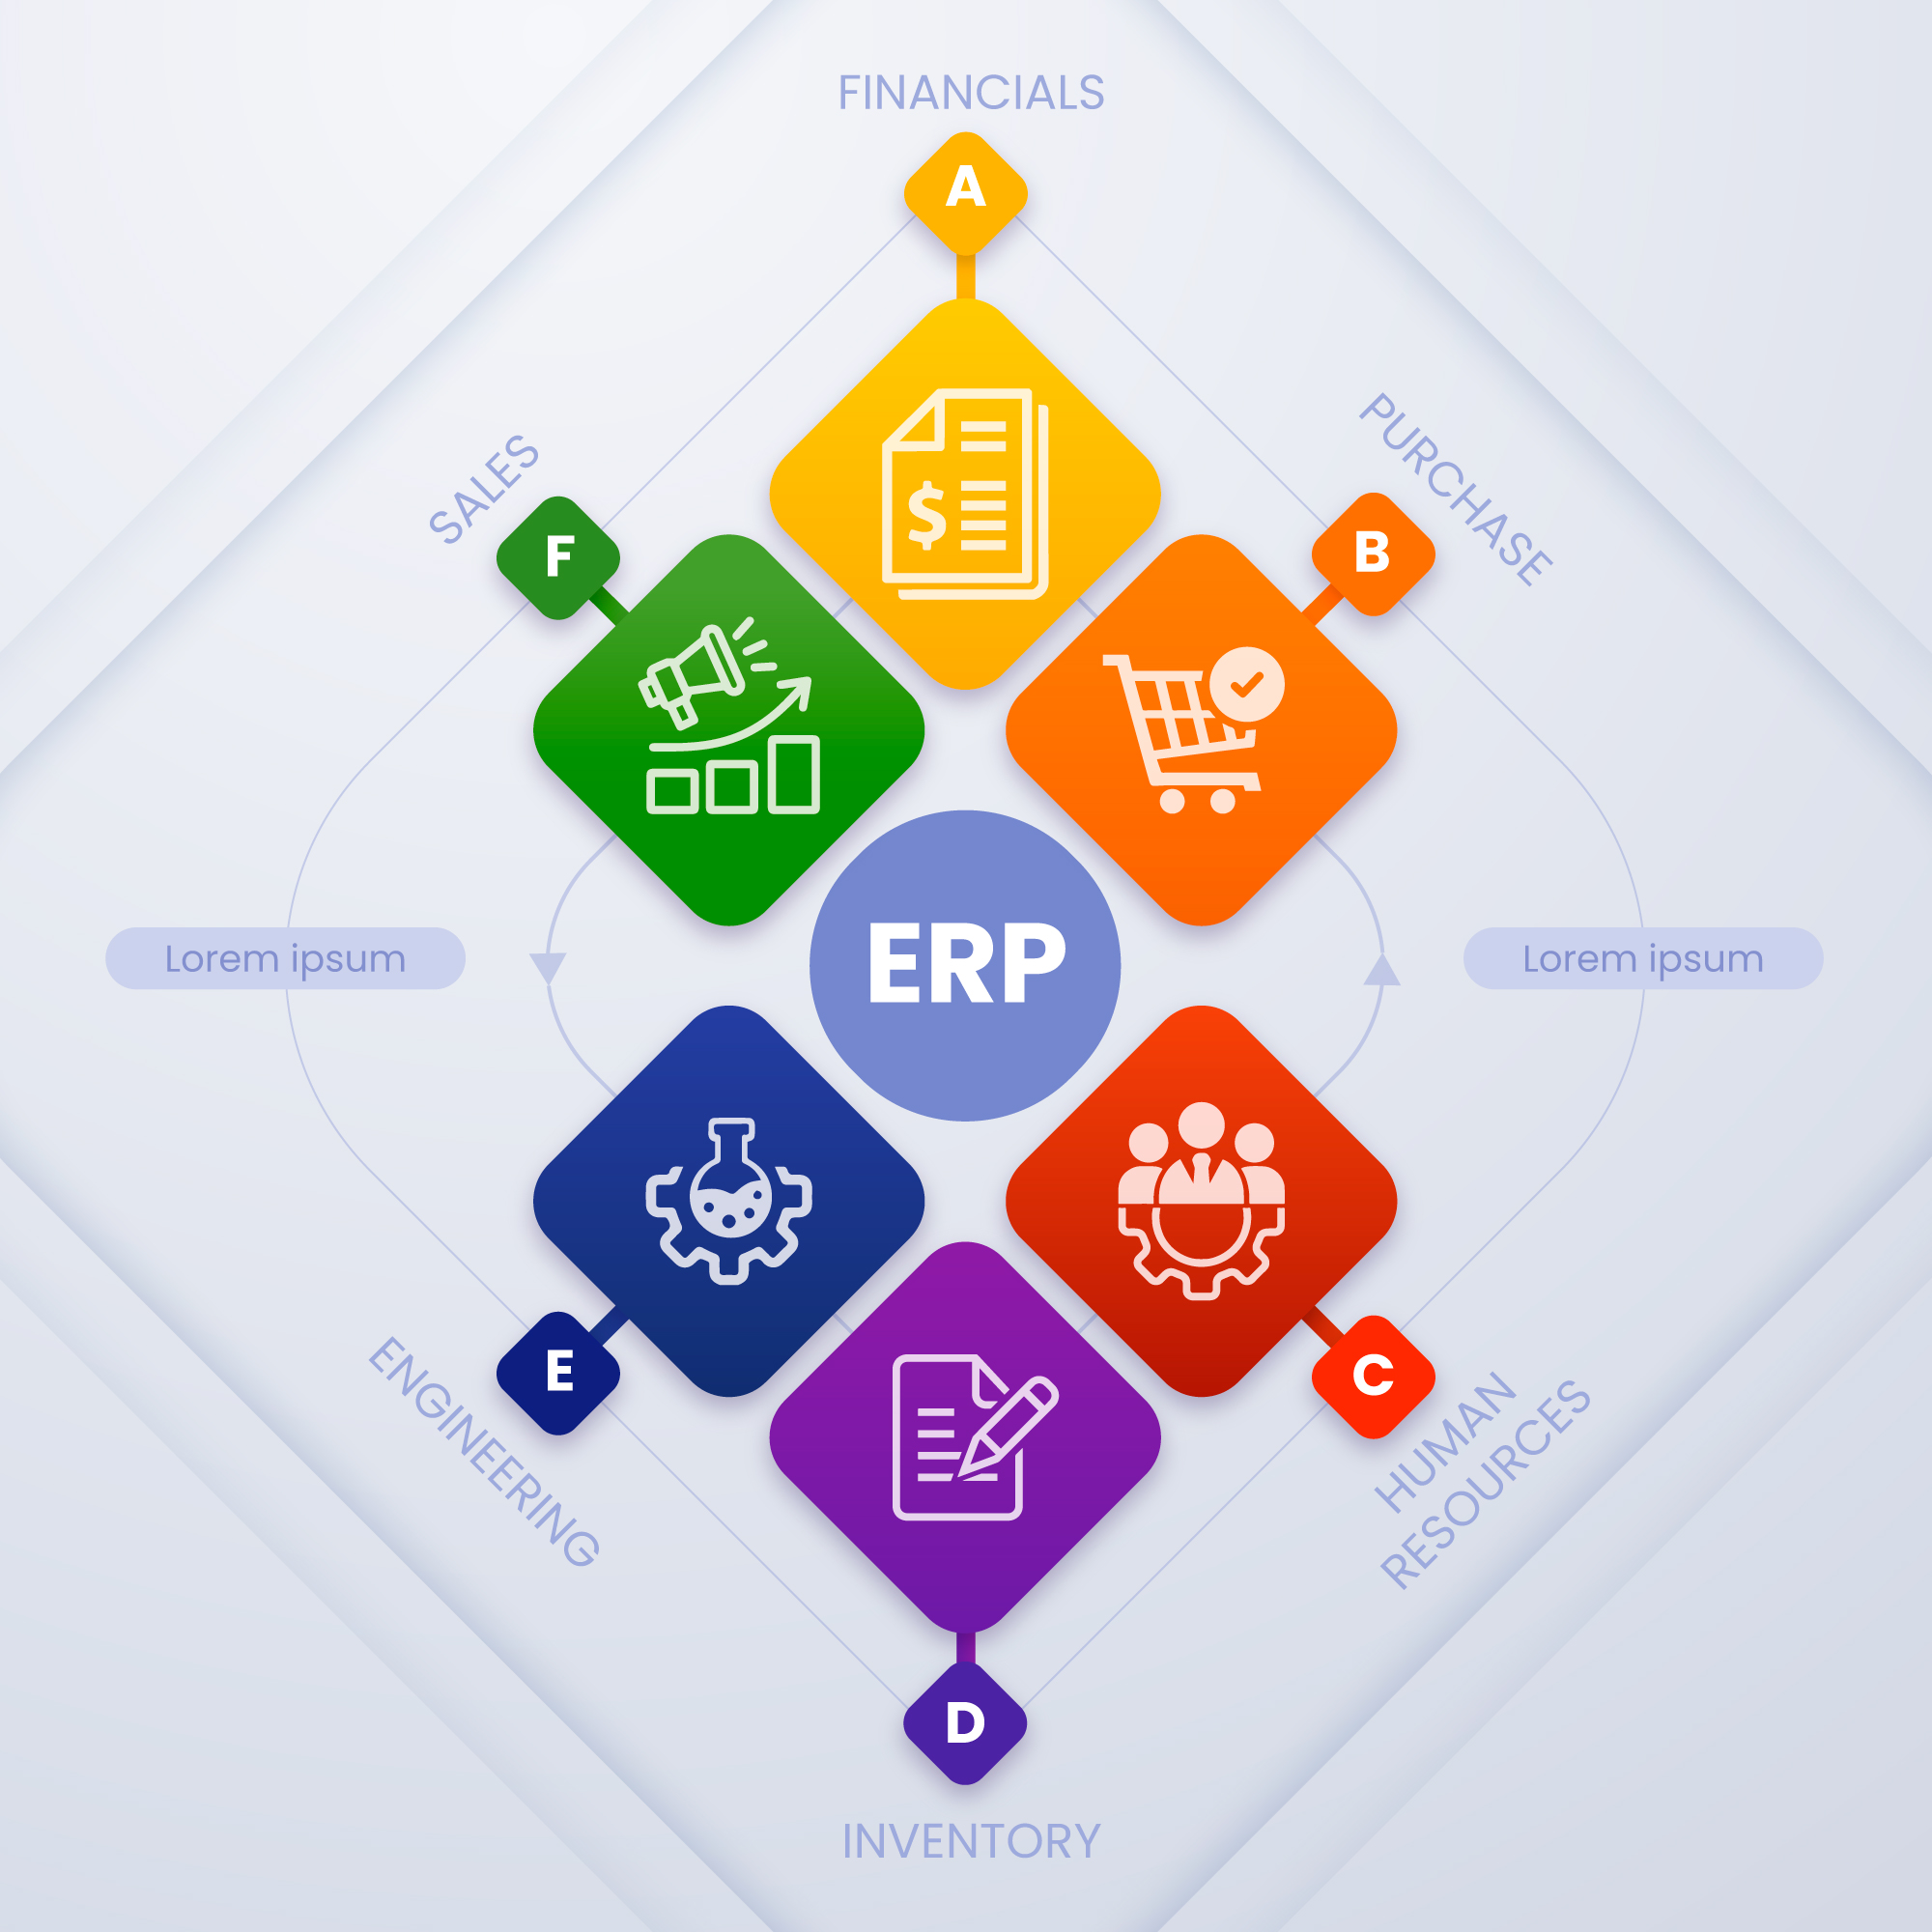 FINANCIALS
A
PURCHASE
B
SALES
F
$
ERP
Lorem ipsum
Lorem ipsum
E
ENGINEERING
C
HUMAN
RESOURCES
D
INVENTORY